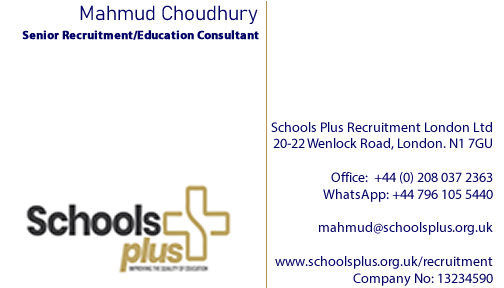 Mahmud Choudhury
Senior Recruitment/Education Consultant
Schools
plus
IMPROVING THE QUALITY OF EDUCATION
Schools Plus Recruitment London Ltd
20-22 Wenlock Road, London. N1 7GU
Office: +44 (0) 208 037 2363
WhatsApp: +44 796 105 5440
mahmud@schoolsplus.org.uk
www.schoolsplus.org.uk/recruitment
Company No: 13234590